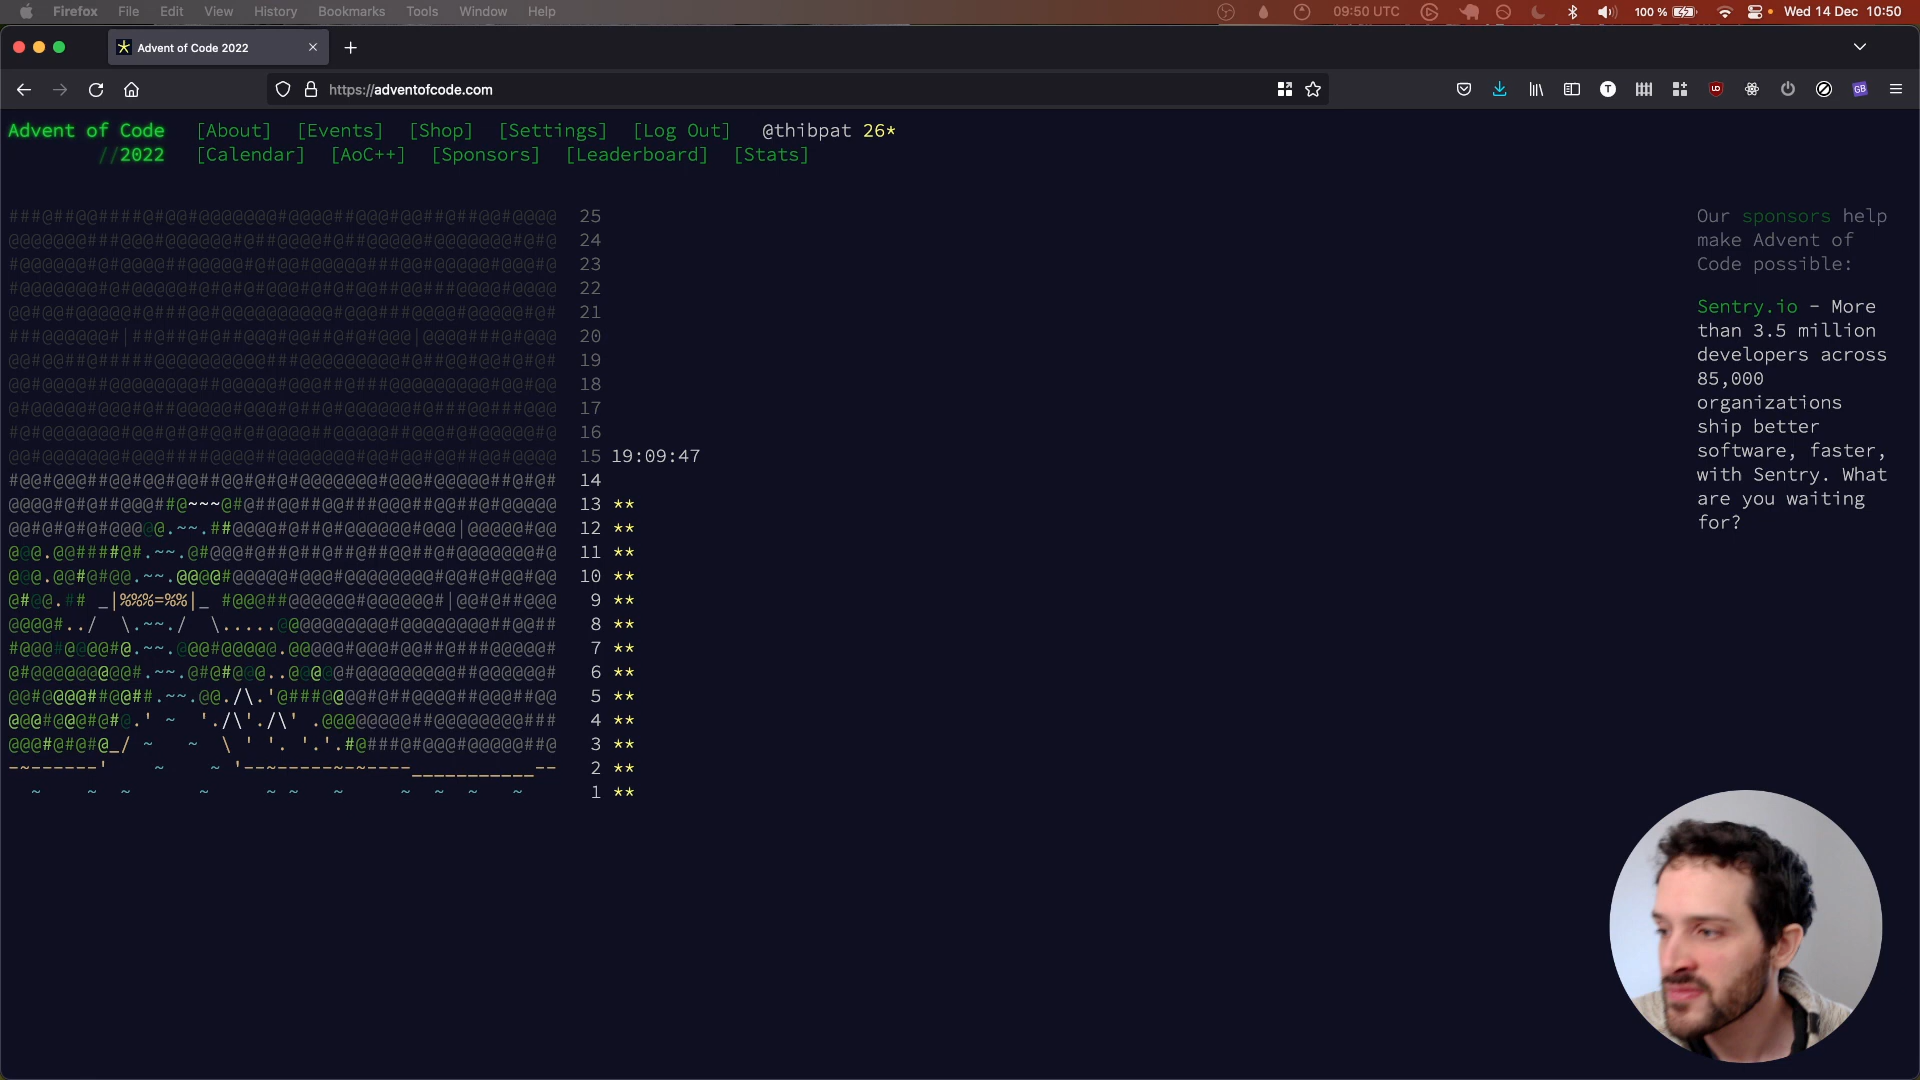 Firefox File Edit View History Bookmarks Tools Window Help 09:50 UTC 100 % Wed 14 Dec 10:50
Advent of Code 2022
https://adventofcode.com
Advent of Code [About] [Events] [Shop] [Settings] [Log Out] @thibpat 26*
//2022 [Calendar] [AoC++] [Sponsors] [Leaderboard] [Stats]
25
24
23
22
21
20
19
18
17
16
15 19:09:47
14
13 **
12 **
11 **
10 **
9 **
8 **
7 **
6 **
5 **
4 **
3 **
2 **
1 **
Our sponsors help
make Advent of
Code possible:
Sentry.io - More
than 3.5 million
developers across
85,000
organizations
ship better
software, faster,
with Sentry. What
are you waiting
for?